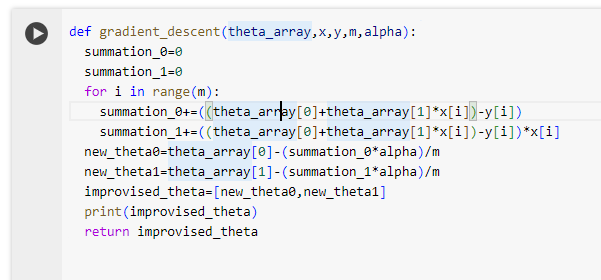 def gradient_descent(theta_array,x,y,m,alpha):
  summation_0=0
  summation_1=0
  for i in range(m):
    summation_0+=((theta_array[0]+theta_array[1]*x[i])-y[i])
    summation_1+=((theta_array[0]+theta_array[1]*x[i])-y[i])*x[i]
  new_theta0=theta_array[0]-(summation_0*alpha)/m
  new_theta1=theta_array[1]-(summation_1*alpha)/m
  improvised_theta=[new_theta0,new_theta1]
  print(improvised_theta)
  return improvised_theta